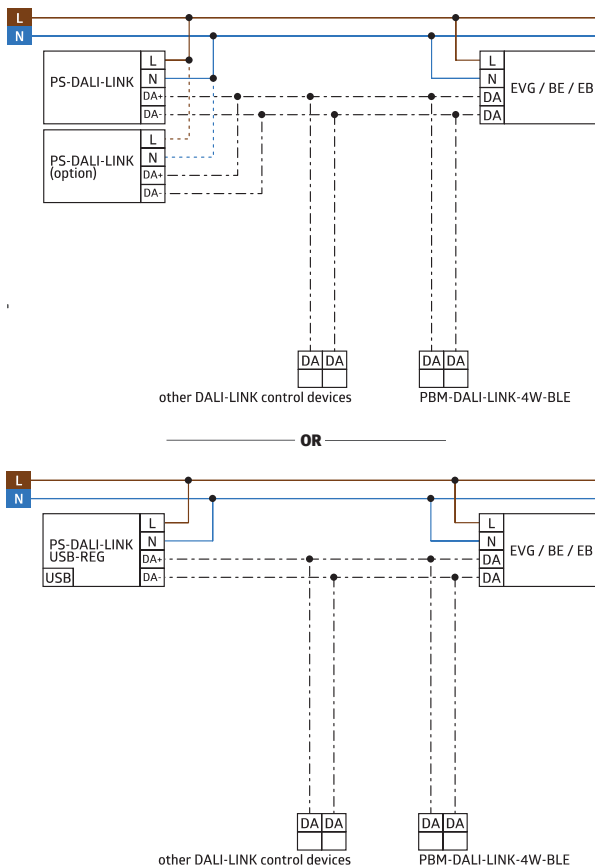 L
N
PS-DALI-LINK
L
N
DA+
DA-
PS-DALI-LINK
(option)
L
N
DA+
DA-
L
N
DA
DA
EVG / BE / EB
DA DA
DA DA
other DALI-LINK control devices
PBM-DALI-LINK-4W-BLE
OR
L
N
PS-DALI-LINK
USB-REG
USB
L
N
DA+
DA-
L
N
DA
DA
EVG / BE / EB
DA DA
DA DA
other DALI-LINK control devices
PBM-DALI-LINK-4W-BLE